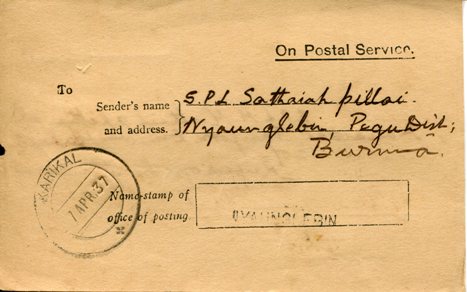 On Postal Service.
To
Sender's name
and address.
S.P.L Sathaiah pillai.
Nyaunglebin, Pegu Dist;
Burma.
KARIKAL
1 APR. 37
Name-stamp of
office of posting
NYAUNGLEBIN